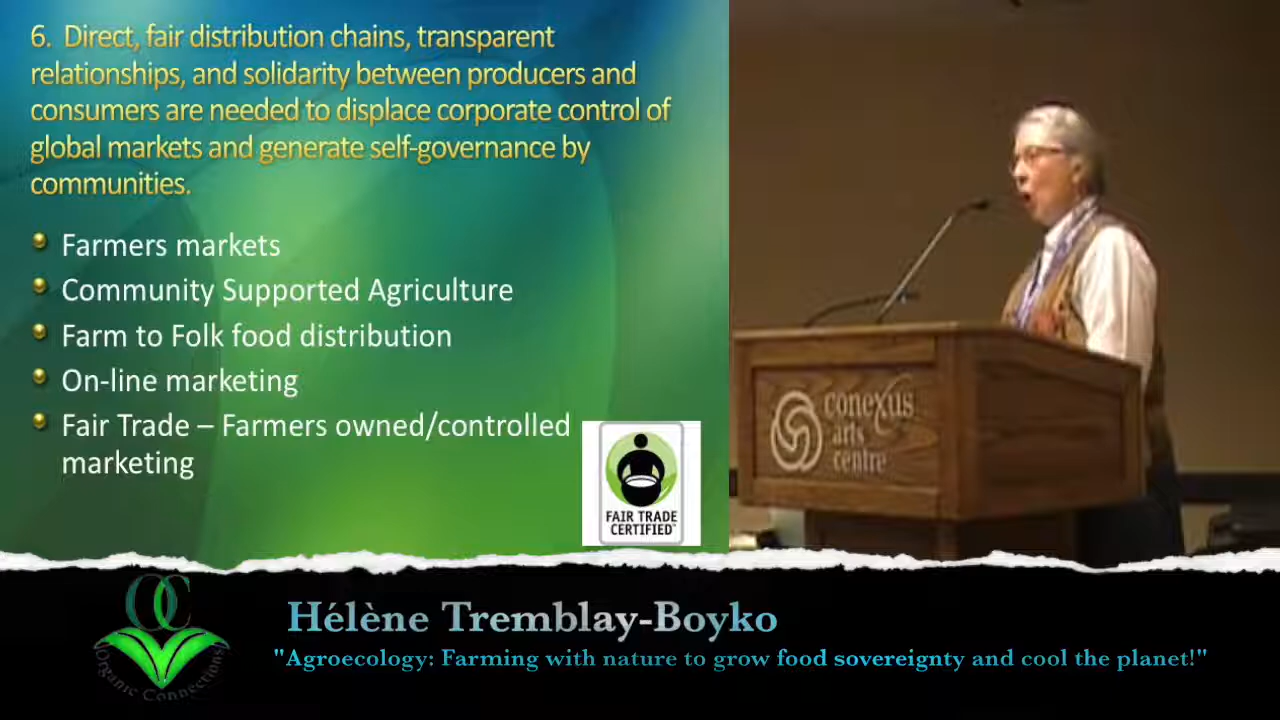 6. Direct, fair distribution chains, transparent
relationships, and solidarity between producers and
consumers are needed to displace corporate control of
global markets and generate self-governance by
communities.
Farmers markets
Community Supported Agriculture
Farm to Folk food distribution
On-line marketing
Fair Trade – Farmers owned/controlled
marketing
FAIR TRADE
CERTIFIED
conexus
arts
centre
OC
Organic Connections
Hélène Tremblay-Boyko
"Agroecology: Farming with nature to grow food sovereignty and cool the planet!"